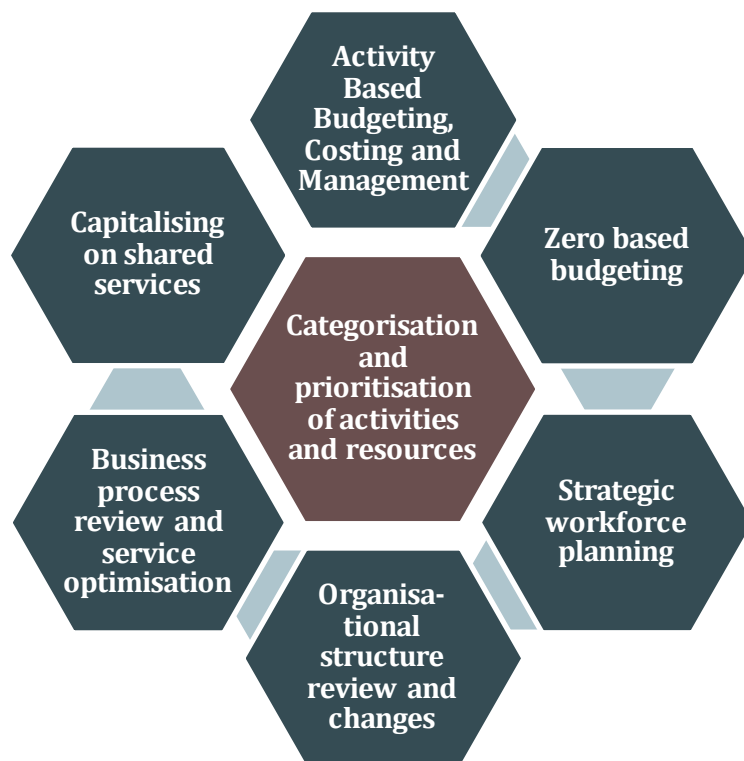 Activity
Based
Budgeting,
Costing and
Management
Zero based
budgeting
Strategic
workforce
planning
Organisa-
tional
structure
review and
changes
Business
process
review and
service
optimisation
Capitalising
on shared
services
Categorisation
and
prioritisation
of activities
and resources